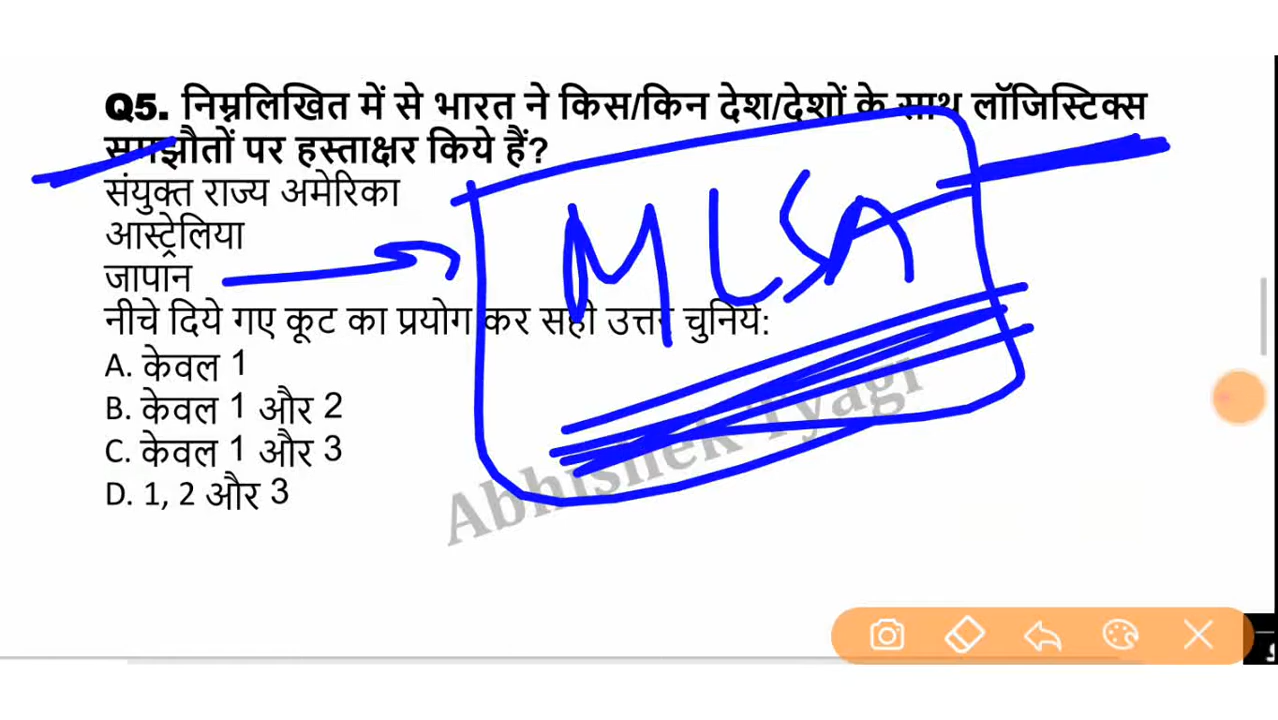 Q5. निम्नलिखित में से भारत ने किस/किन देश/देशों के साथ लॉजिस्टिक्स
समझौतों पर हस्ताक्षर किये हैं?
संयुक्त राज्य अमेरिका
आस्ट्रेलिया
जापान
MLSA
नीचे दिये गए कूट का प्रयोग कर सही उत्तर चुनिये:
A. केवल 1
B. केवल 1 और 2
C. केवल 1 और 3
D. 1, 2 और 3
Abhishek Tyagi